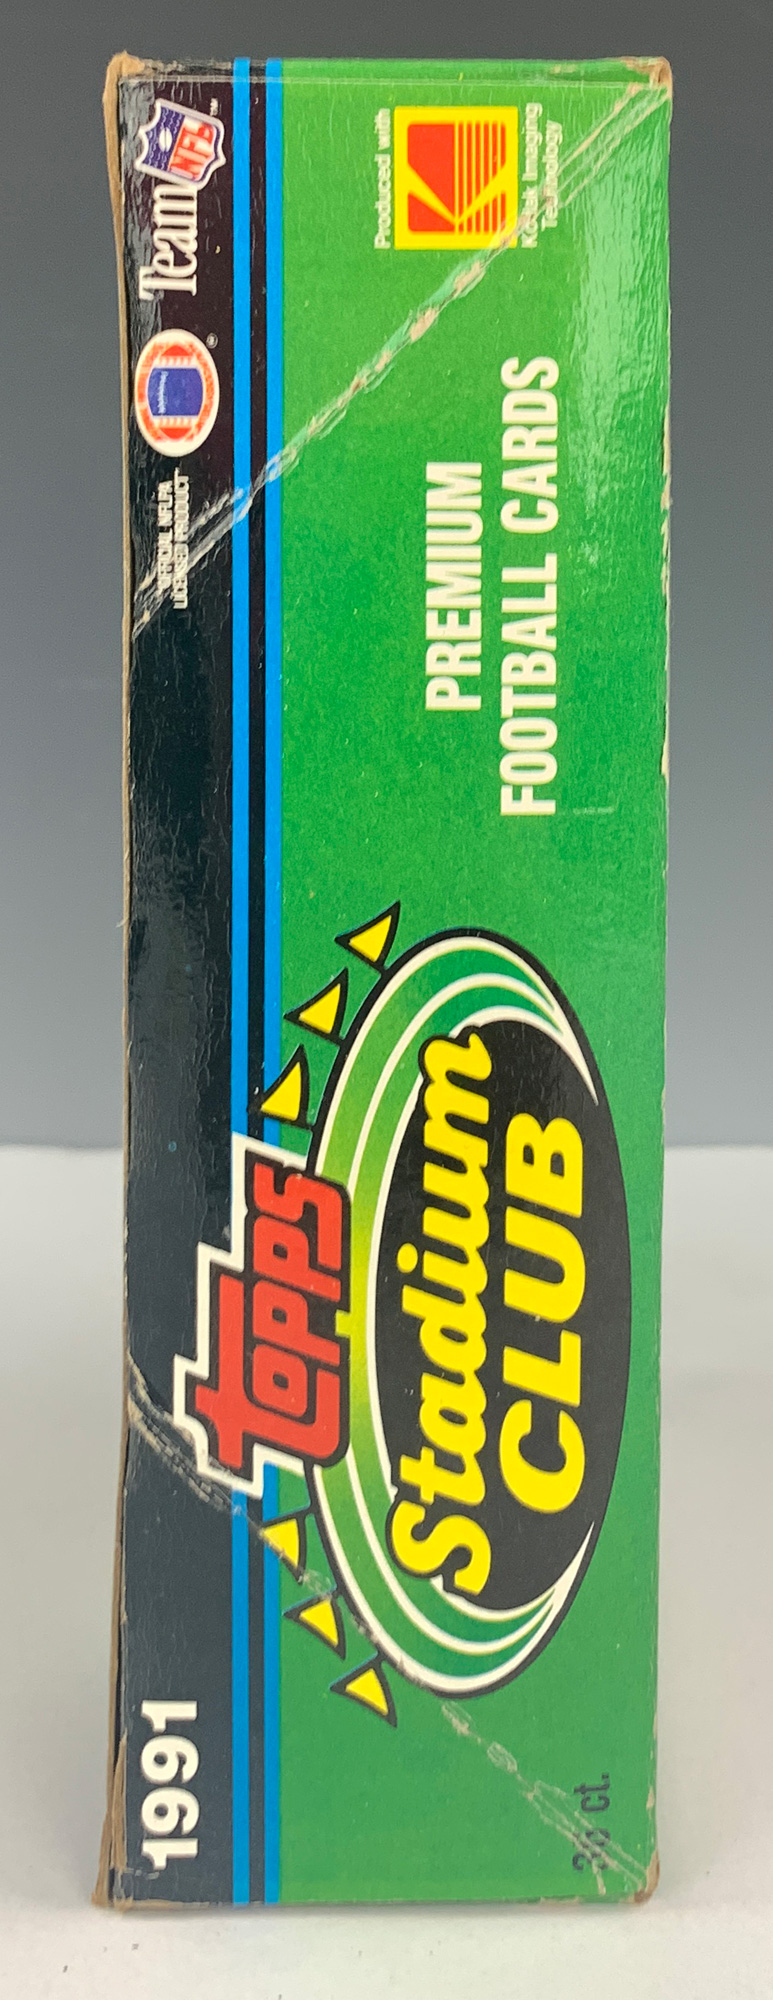 1991
OFFICIAL NFLPA
LICENSED PRODUCT
Team NFL™
Topps
Stadium
CLUB
PREMIUM
FOOTBALL CARDS
Produced with
Kodak Imaging
Technology
36 ct.